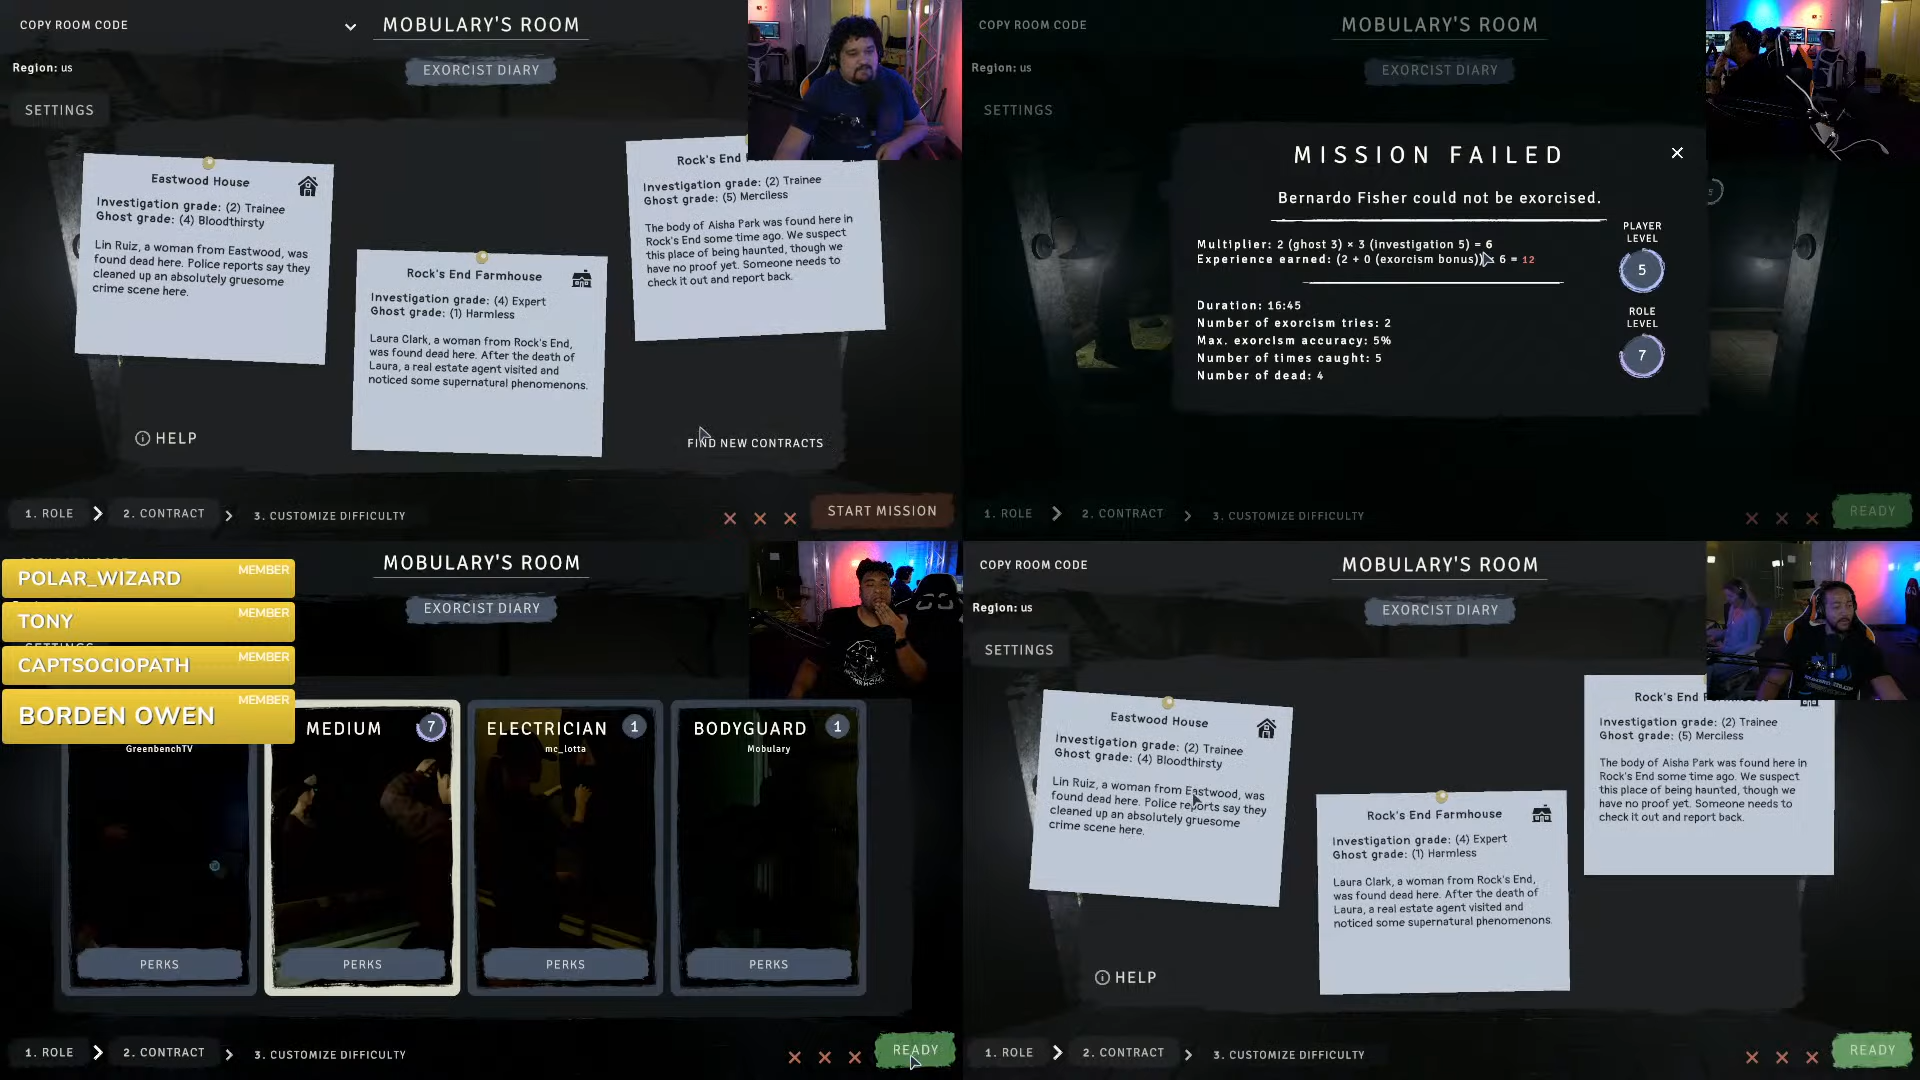 COPY ROOM CODE
MOBULARY'S ROOM
Region: us
EXORCIST DIARY
SETTINGS
Eastwood House
Investigation grade: (2) Trainee
Ghost grade: (4) Bloodthirsty
Lin Ruiz, a woman from Eastwood, was
found dead here. Police reports say they
cleaned up an absolutely gruesome
crime scene here.
Rock's End Farmhouse
Investigation grade: (4) Expert
Ghost grade: (1) Harmless
Laura Clark, a woman from Rock's End,
was found dead here. After the death of
Laura, a real estate agent visited and
noticed some supernatural phenomenons.
Rock's End
Investigation grade: (2) Trainee
Ghost grade: (5) Merciless
The body of Aisha Park was found here in
Rock's End some time ago. We suspect
this place of being haunted, though we
have no proof yet. Someone needs to
check it out and report back.
HELP
FIND NEW CONTRACTS
1. ROLE
2. CONTRACT
3. CUSTOMIZE DIFFICULTY
START MISSION
COPY ROOM CODE
MOBULARY'S ROOM
Region: us
EXORCIST DIARY
SETTINGS
MISSION FAILED
Bernardo Fisher could not be exorcised.
Multiplier: 2 (ghost 3) × 3 (investigation 5) = 6
Experience earned: (2 + 0 (exorcism bonus)) × 6 = 12
PLAYER
LEVEL
5
ROLE
LEVEL
7
Duration: 16:45
Number of exorcism tries: 2
Max. exorcism accuracy: 5%
Number of times caught: 5
Number of dead: 4
1. ROLE
2. CONTRACT
3. CUSTOMIZE DIFFICULTY
READY
MOBULARY'S ROOM
EXORCIST DIARY
POLAR_WIZARD MEMBER
TONY MEMBER
CAPTSOCIOPATH MEMBER
BORDEN OWEN MEMBER
GreenbenchTV
MEDIUM 7
ELECTRICIAN 1
mc_lotta
BODYGUARD 1
Mobulary
PERKS
PERKS
PERKS
PERKS
1. ROLE
2. CONTRACT
3. CUSTOMIZE DIFFICULTY
READY
COPY ROOM CODE
MOBULARY'S ROOM
Region: us
EXORCIST DIARY
SETTINGS
Eastwood House
Investigation grade: (2) Trainee
Ghost grade: (4) Bloodthirsty
Lin Ruiz, a woman from Eastwood, was
found dead here. Police reports say they
cleaned up an absolutely gruesome
crime scene here.
Rock's End Farmhouse
Investigation grade: (4) Expert
Ghost grade: (1) Harmless
Laura Clark, a woman from Rock's End,
was found dead here. After the death of
Laura, a real estate agent visited and
noticed some supernatural phenomenons.
Rock's End
Investigation grade: (2) Trainee
Ghost grade: (5) Merciless
The body of Aisha Park was found here in
Rock's End some time ago. We suspect
this place of being haunted, though we
have no proof yet. Someone needs to
check it out and report back.
HELP
1. ROLE
2. CONTRACT
3. CUSTOMIZE DIFFICULTY
READY